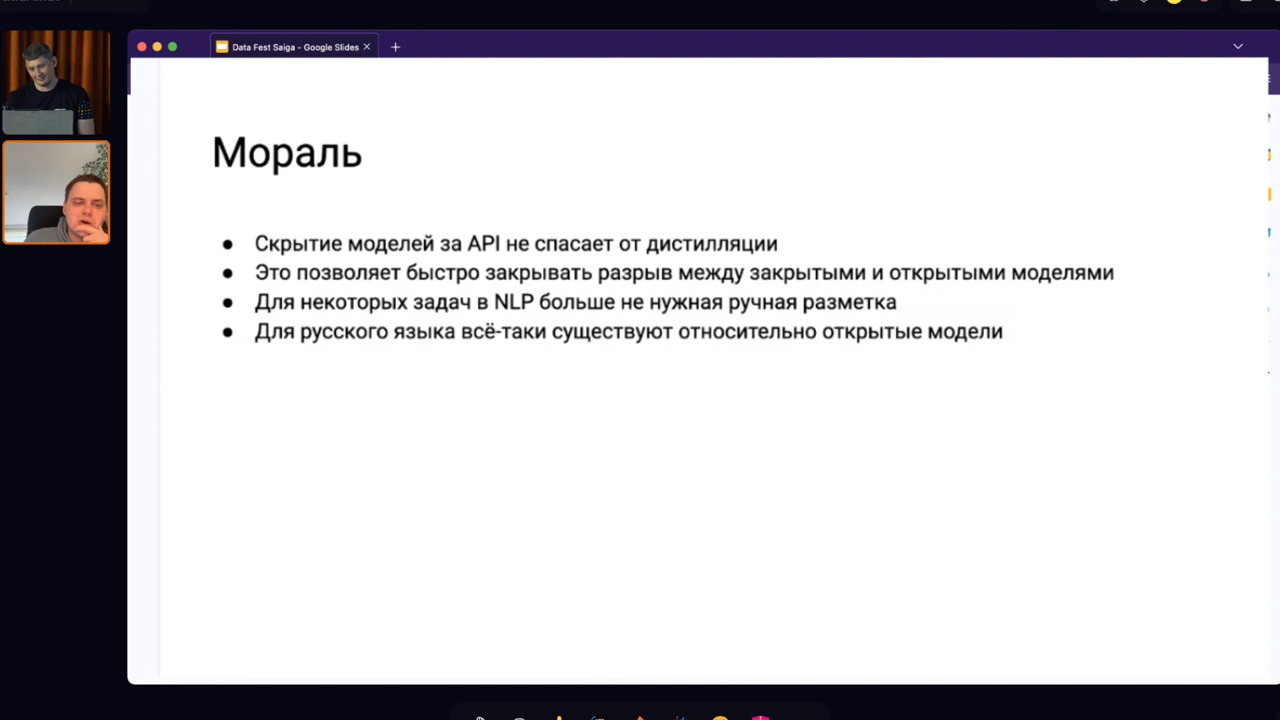 Data Fest Saiga - Google Slides
Мораль
● Скрытие моделей за API не спасает от дистилляции
● Это позволяет быстро закрывать разрыв между закрытыми и открытыми моделями
● Для некоторых задач в NLP больше не нужная ручная разметка
● Для русского языка всё-таки существуют относительно открытые модели